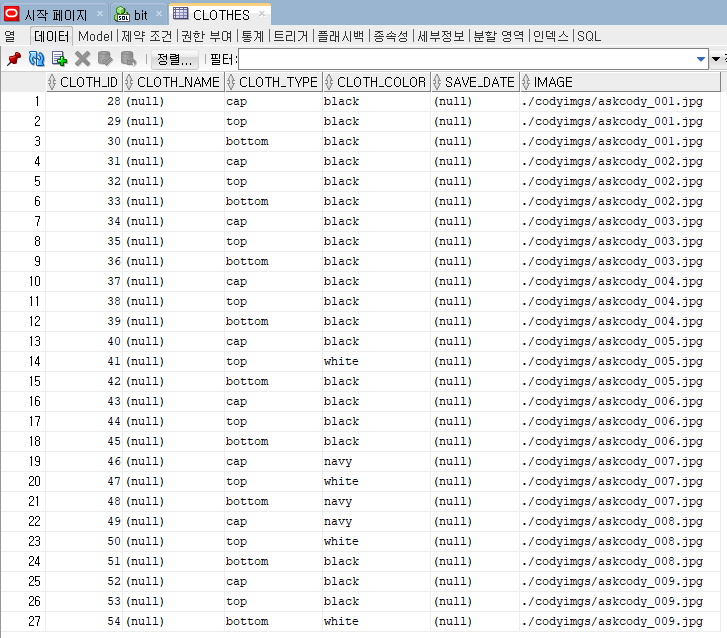 시작 페이지 × SQL bit × CLOTHES ×
열 데이터 Model 제약 조건 권한 부여 통계 트리거 플래시백 종속성 세부정보 분할 영역 인덱스 SQL
정렬... 필터:
CLOTH_ID CLOTH_NAME CLOTH_TYPE CLOTH_COLOR SAVE_DATE IMAGE
1 28 (null) cap black (null) ./codyimgs/askcody_001.jpg
2 29 (null) top black (null) ./codyimgs/askcody_001.jpg
3 30 (null) bottom black (null) ./codyimgs/askcody_001.jpg
4 31 (null) cap black (null) ./codyimgs/askcody_002.jpg
5 32 (null) top black (null) ./codyimgs/askcody_002.jpg
6 33 (null) bottom black (null) ./codyimgs/askcody_002.jpg
7 34 (null) cap black (null) ./codyimgs/askcody_003.jpg
8 35 (null) top black (null) ./codyimgs/askcody_003.jpg
9 36 (null) bottom black (null) ./codyimgs/askcody_003.jpg
10 37 (null) cap black (null) ./codyimgs/askcody_004.jpg
11 38 (null) top black (null) ./codyimgs/askcody_004.jpg
12 39 (null) bottom black (null) ./codyimgs/askcody_004.jpg
13 40 (null) cap black (null) ./codyimgs/askcody_005.jpg
14 41 (null) top white (null) ./codyimgs/askcody_005.jpg
15 42 (null) bottom black (null) ./codyimgs/askcody_005.jpg
16 43 (null) cap black (null) ./codyimgs/askcody_006.jpg
17 44 (null) top black (null) ./codyimgs/askcody_006.jpg
18 45 (null) bottom black (null) ./codyimgs/askcody_006.jpg
19 46 (null) cap navy (null) ./codyimgs/askcody_007.jpg
20 47 (null) top white (null) ./codyimgs/askcody_007.jpg
21 48 (null) bottom navy (null) ./codyimgs/askcody_007.jpg
22 49 (null) cap navy (null) ./codyimgs/askcody_008.jpg
23 50 (null) top white (null) ./codyimgs/askcody_008.jpg
24 51 (null) bottom black (null) ./codyimgs/askcody_008.jpg
25 52 (null) cap black (null) ./codyimgs/askcody_009.jpg
26 53 (null) top black (null) ./codyimgs/askcody_009.jpg
27 54 (null) bottom white (null) ./codyimgs/askcody_009.jpg